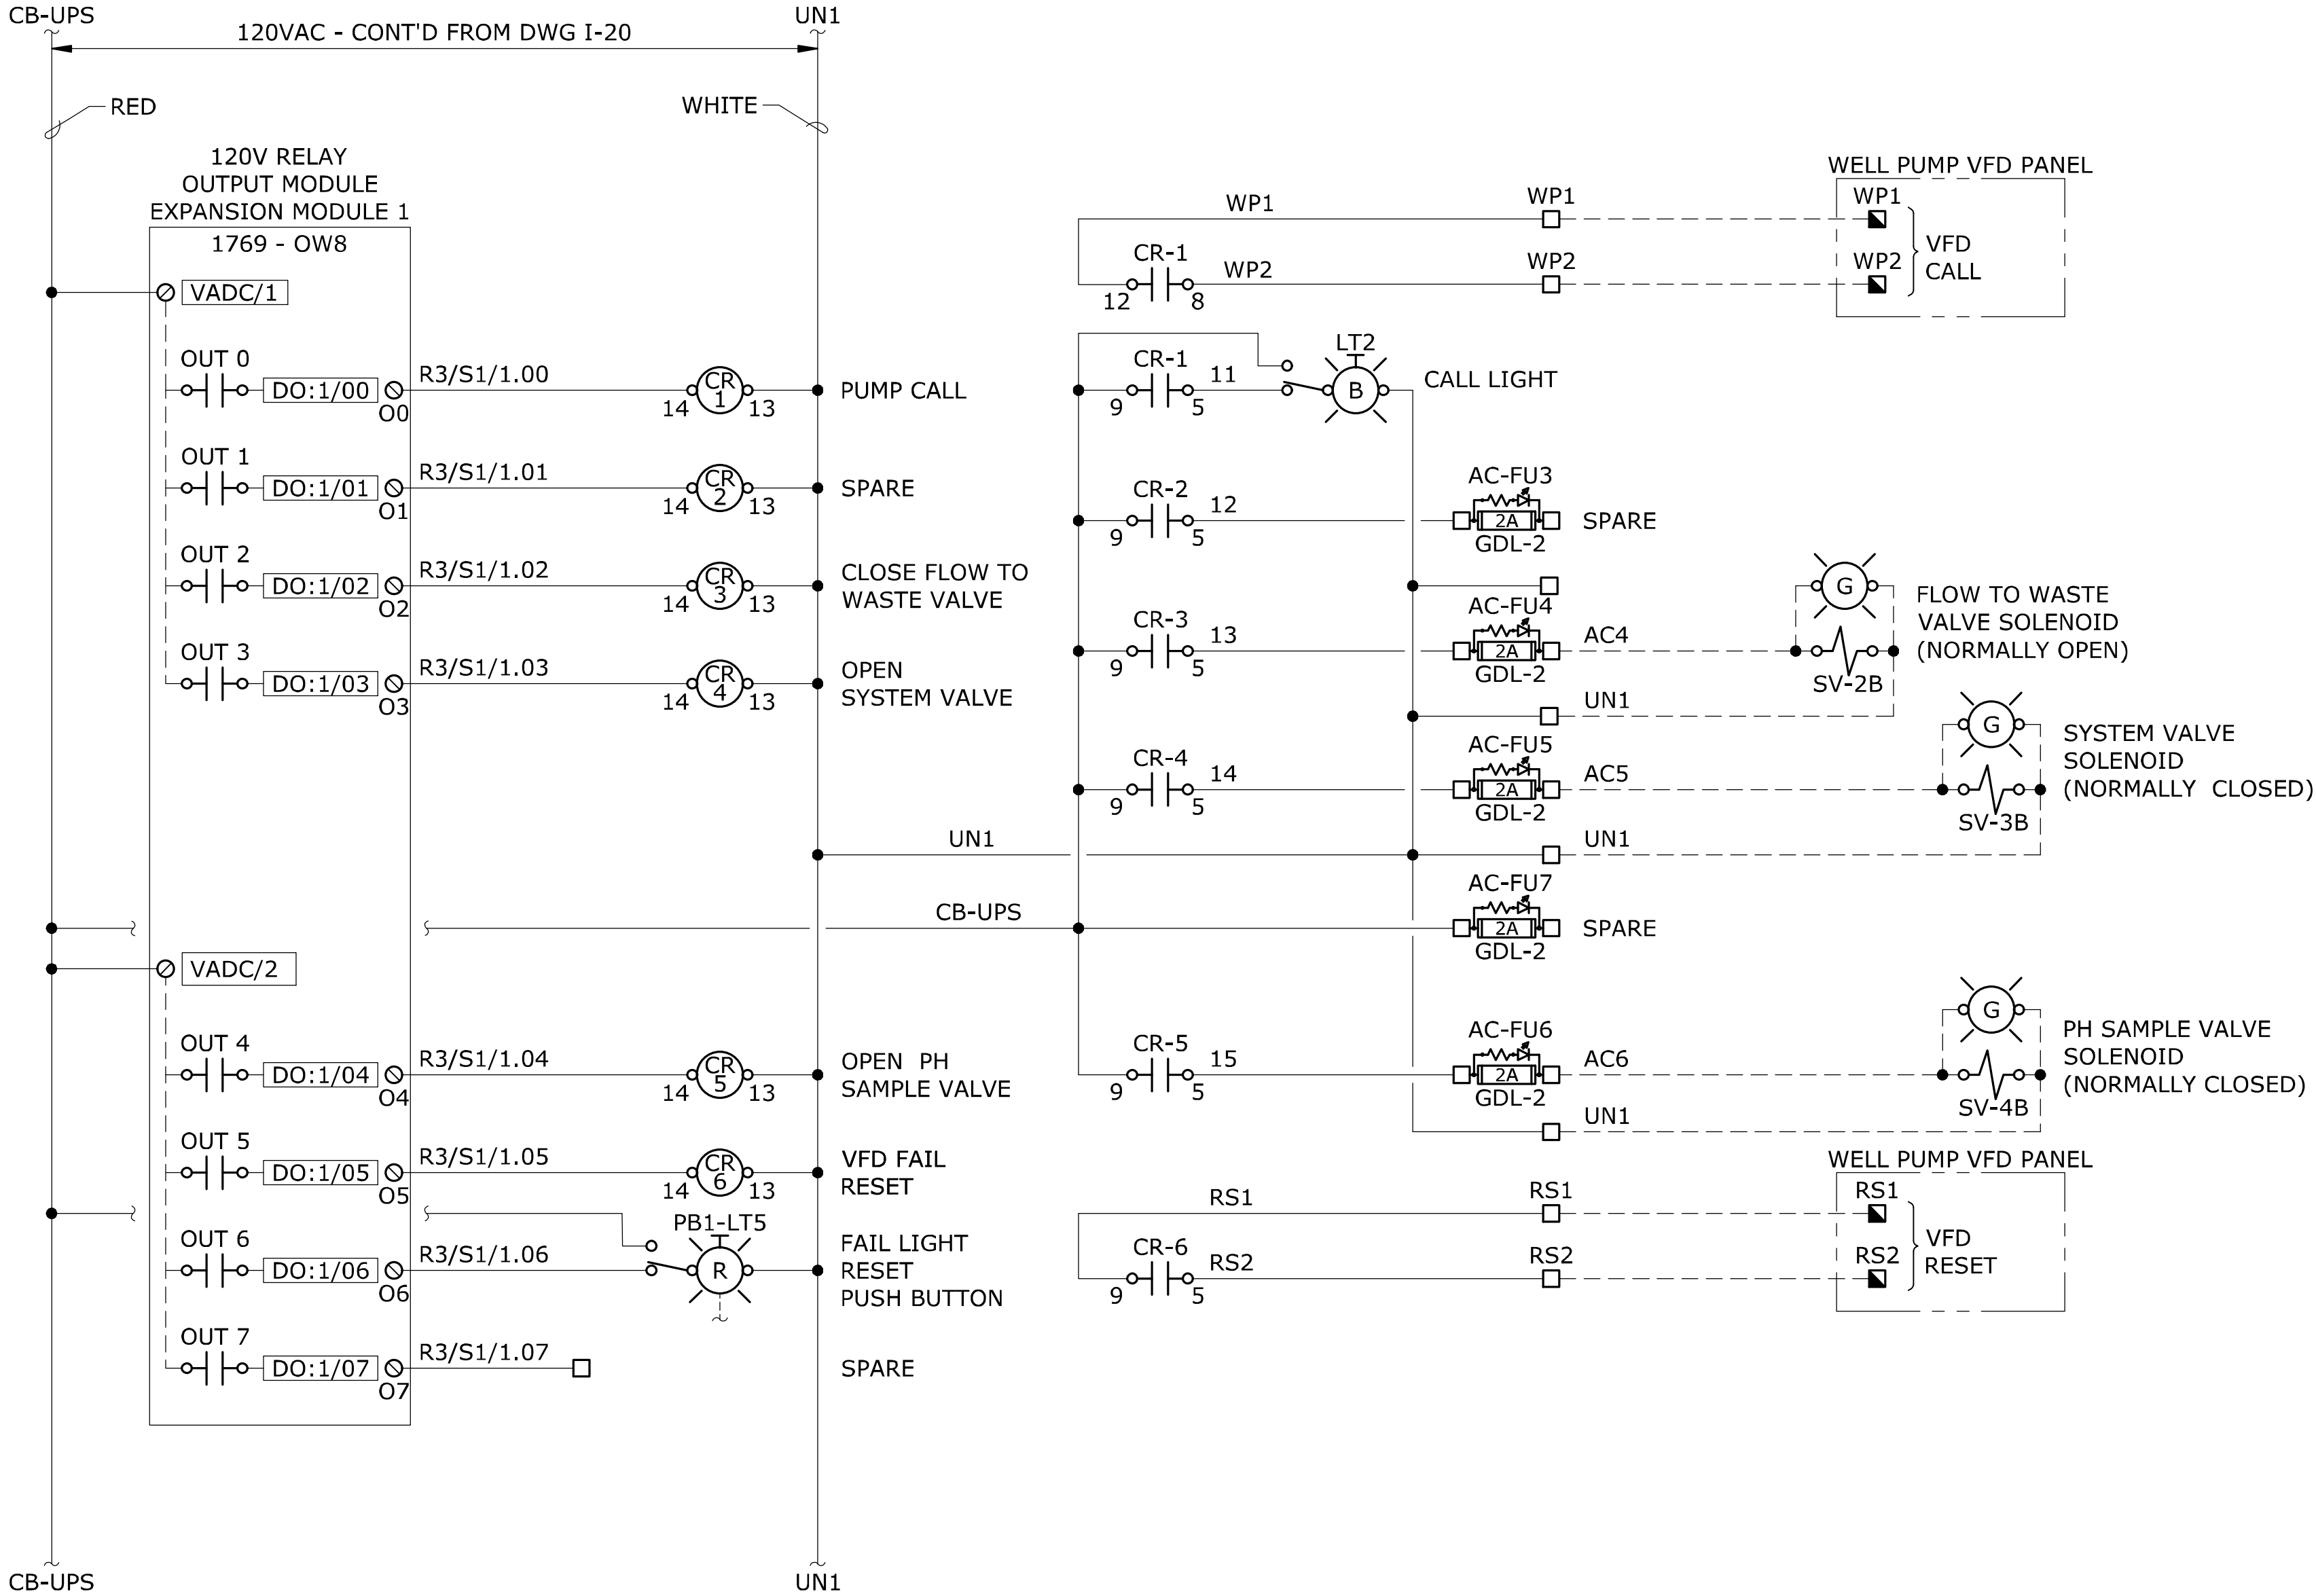 CB-UPS
UN1
120VAC - CONT'D FROM DWG I-20
RED
WHITE
120V RELAY
OUTPUT MODULE
EXPANSION MODULE 1
1769 - OW8
VADC/1
OUT 0
DO:1/00
O0
R3/S1/1.00
CR
1
14
13
PUMP CALL
OUT 1
DO:1/01
O1
R3/S1/1.01
CR
2
14
13
SPARE
OUT 2
DO:1/02
O2
R3/S1/1.02
CR
3
14
13
CLOSE FLOW TO
WASTE VALVE
OUT 3
DO:1/03
O3
R3/S1/1.03
CR
4
14
13
OPEN
SYSTEM VALVE
UN1
CB-UPS
VADC/2
OUT 4
DO:1/04
O4
R3/S1/1.04
CR
5
14
13
OPEN PH
SAMPLE VALVE
OUT 5
DO:1/05
O5
R3/S1/1.05
CR
6
14
13
VFD FAIL
RESET
OUT 6
DO:1/06
O6
R3/S1/1.06
PB1-LT5
R
FAIL LIGHT
RESET
PUSH BUTTON
OUT 7
DO:1/07
O7
R3/S1/1.07
SPARE
CB-UPS
UN1
WP1
WP1
WELL PUMP VFD PANEL
WP1
CR-1
12
8
WP2
WP2
WP2
VFD
CALL
CR-1
9
5
11
LT2
B
CALL LIGHT
CR-2
9
5
12
AC-FU3
2A
GDL-2
SPARE
CR-3
9
5
13
AC-FU4
2A
GDL-2
AC4
G
SV-2B
FLOW TO WASTE
VALVE SOLENOID
(NORMALLY OPEN)
UN1
CR-4
9
5
14
AC-FU5
2A
GDL-2
AC5
G
SV-3B
SYSTEM VALVE
SOLENOID
(NORMALLY CLOSED)
UN1
AC-FU7
2A
GDL-2
SPARE
CR-5
9
5
15
AC-FU6
2A
GDL-2
AC6
G
SV-4B
PH SAMPLE VALVE
SOLENOID
(NORMALLY CLOSED)
UN1
WELL PUMP VFD PANEL
RS1
RS1
RS1
CR-6
9
5
RS2
RS2
RS2
VFD
RESET